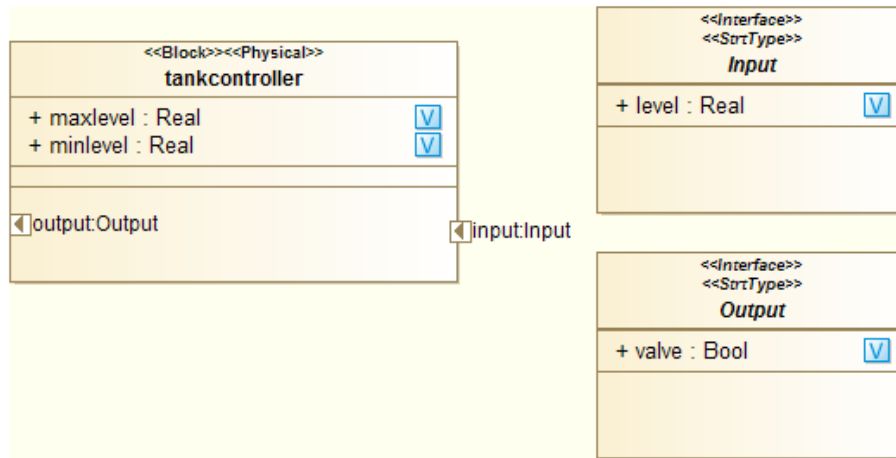 <<Block>><<Physical>>
tankcontroller
+ maxlevel : Real V
+ minlevel : Real V
output:Output
input:Input
<<Interface>>
<<StrtType>>
Input
+ level : Real V
<<Interface>>
<<StrtType>>
Output
+ valve : Bool V